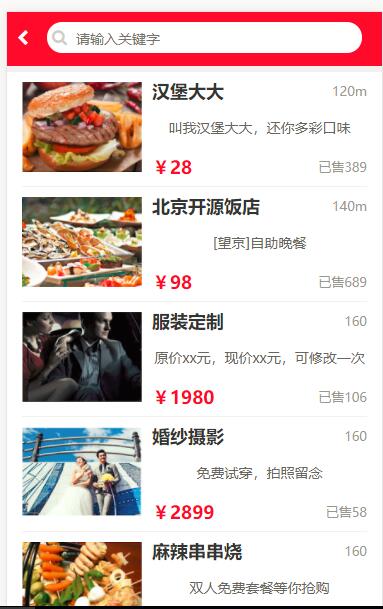 请输入关键字
汉堡大大 120m
叫我汉堡大大，还你多彩口味
￥28 已售389
北京开源饭店 140m
[望京]自助晚餐
￥98 已售689
服装定制 160
原价xx元，现价xx元，可修改一次
￥1980 已售106
婚纱摄影 160
免费试穿，拍照留念
￥2899 已售58
麻辣串串烧 160
双人免费套餐等你抢购